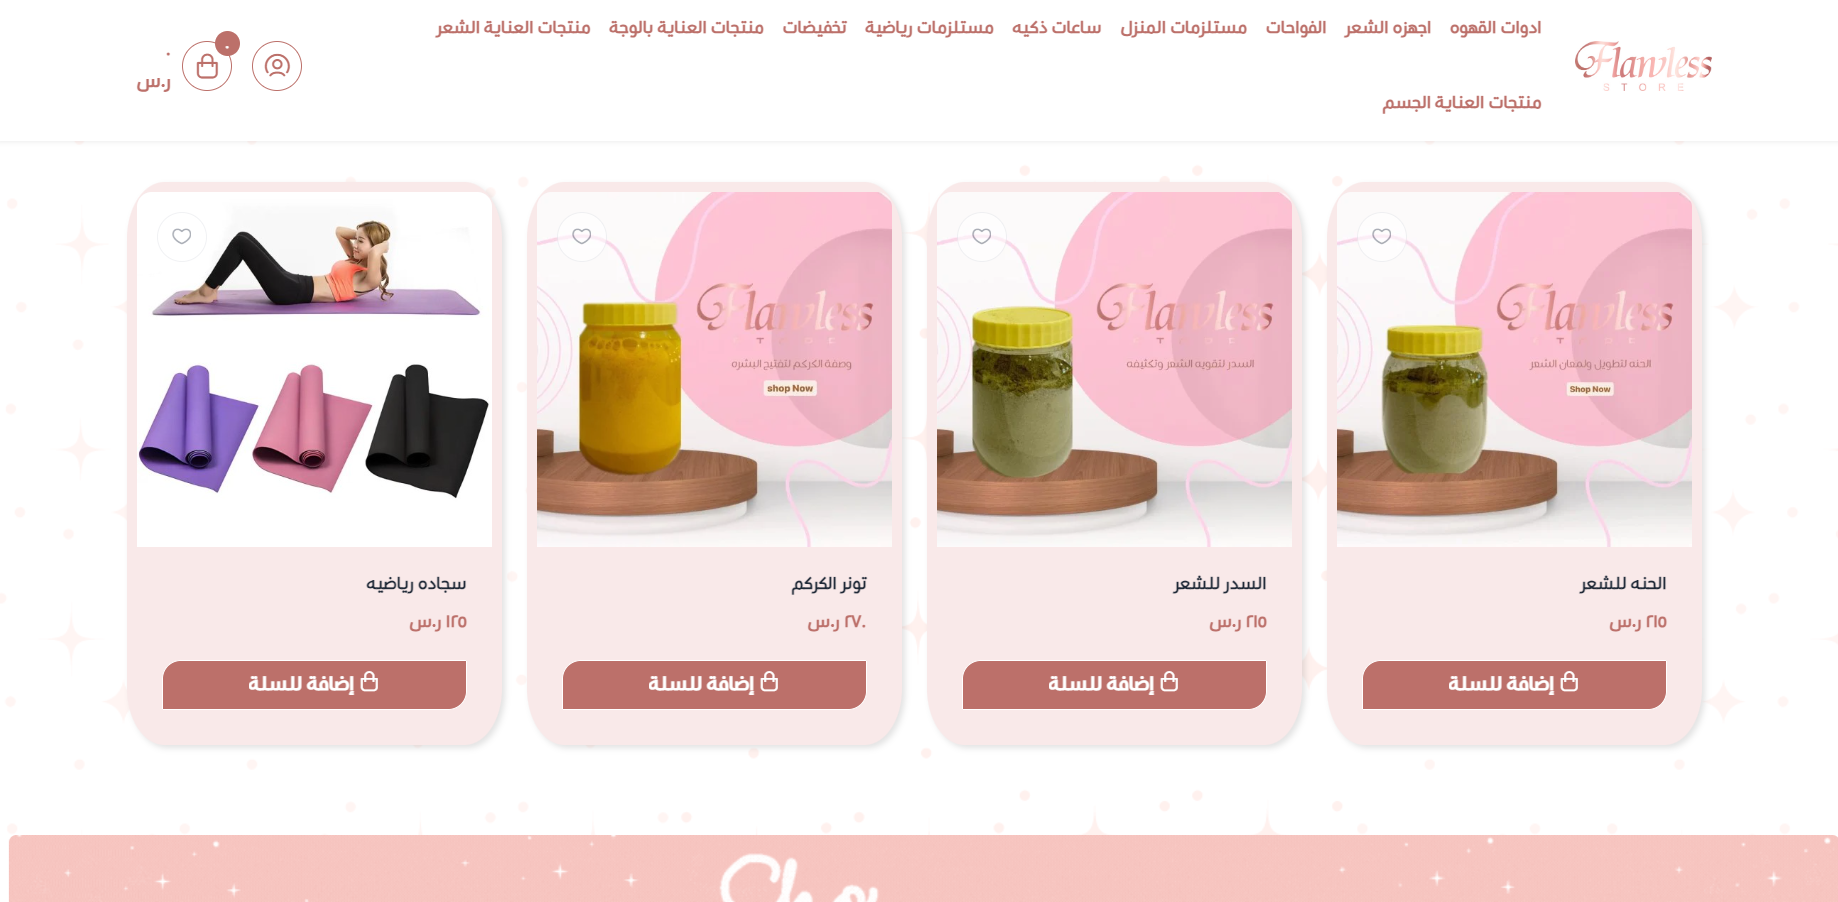 Flawless
STORE
ادوات القهوه اجهزه الشعر الفواحات مستلزمات المنزل ساعات ذكيه مستلزمات رياضية تخفيضات منتجات العناية بالوجة منتجات العناية الشعر
منتجات العناية الجسم
٠
٠
ر.س
Flawless
STORE
الحنه لتطويل ولمعان الشعر
Shop Now
الحنه للشعر
٢١٥ ر.س
إضافة للسلة
Flawless
STORE
السدر لتقويه الشعر وتكثيفه
السدر للشعر
٢١٥ ر.س
إضافة للسلة
Flawless
STORE
وصفة الكركم لتفتيح البشره
shop Now
تونر الكركم
٢٧٠ ر.س
إضافة للسلة
سجاده رياضيه
١٢٥ ر.س
إضافة للسلة